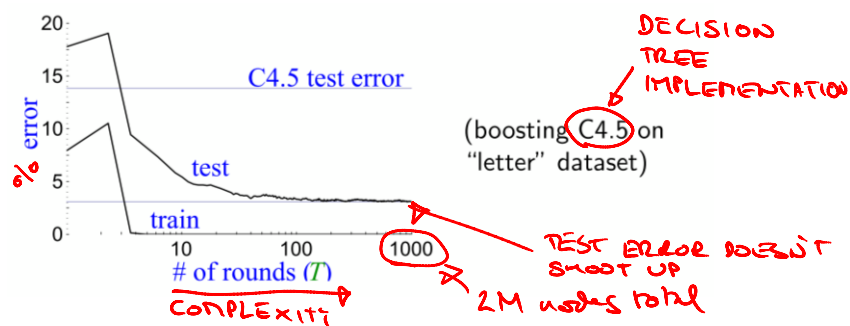 20
15
10
5
0
% error
C4.5 test error
test
train
10 100 1000
# of rounds (T)
COMPLEXITY
(boosting C4.5 on
“letter” dataset)
DECISION
TREE
IMPLEMENTATION
TEST ERROR DOESN'T
SHOOT UP
2M nodes total